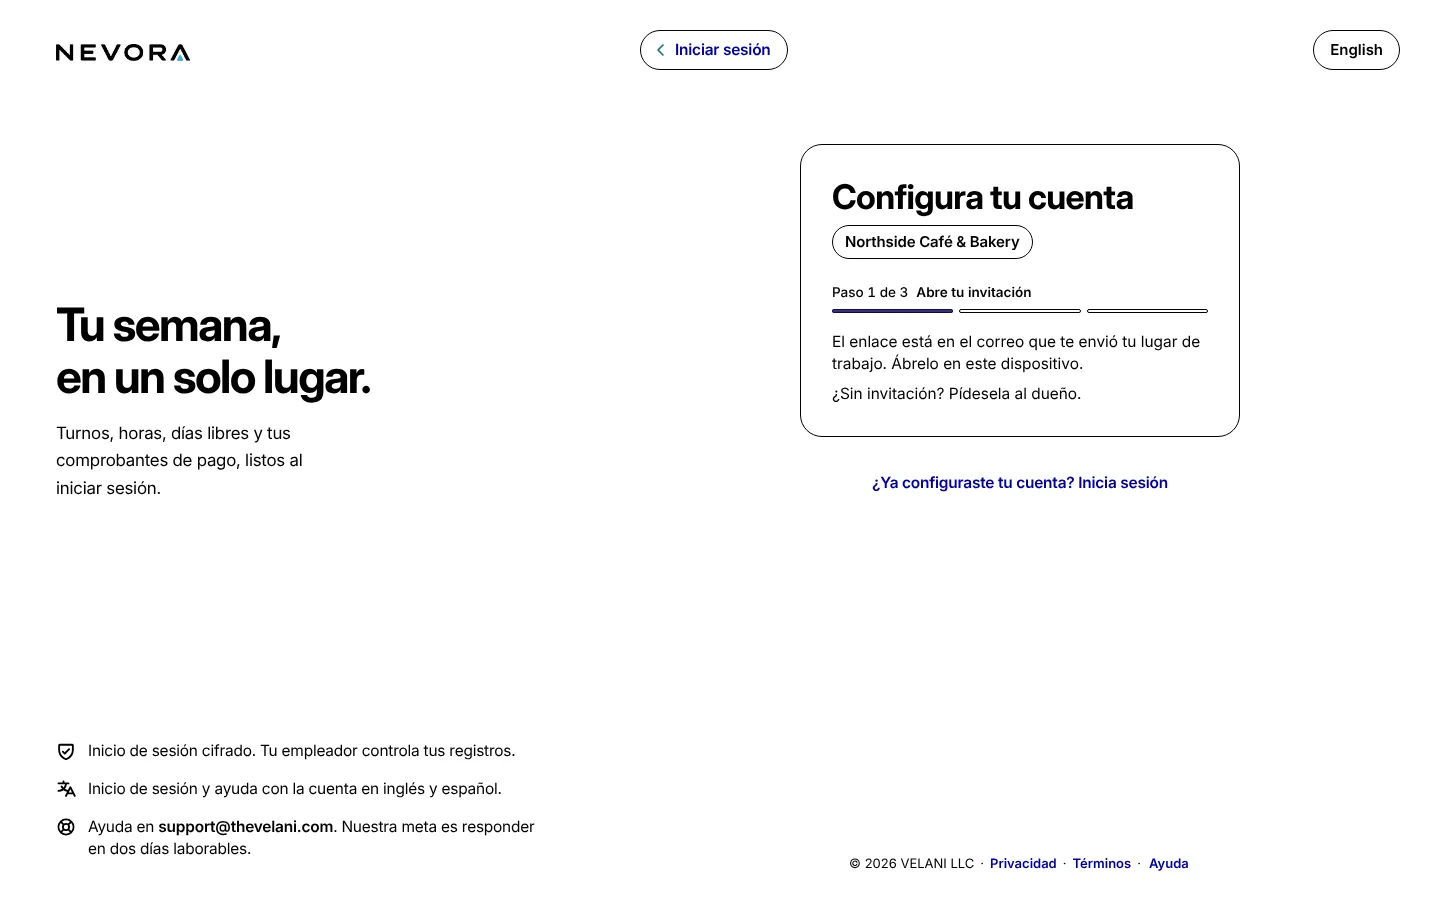 NEVORA
Iniciar sesión
English
Configura tu cuenta
Northside Café & Bakery
Paso 1 de 3 Abre tu invitación
El enlace está en el correo que te envió tu lugar de
trabajo. Ábrelo en este dispositivo.
¿Sin invitación? Pídesela al dueño.
¿Ya configuraste tu cuenta? Inicia sesión
Tu semana,
en un solo lugar.
Turnos, horas, días libres y tus
comprobantes de pago, listos al
iniciar sesión.
Inicio de sesión cifrado. Tu empleador controla tus registros.
Inicio de sesión y ayuda con la cuenta en inglés y español.
Ayuda en support@thevelani.com. Nuestra meta es responder
en dos días laborables.
© 2026 VELANI LLC · Privacidad · Términos · Ayuda